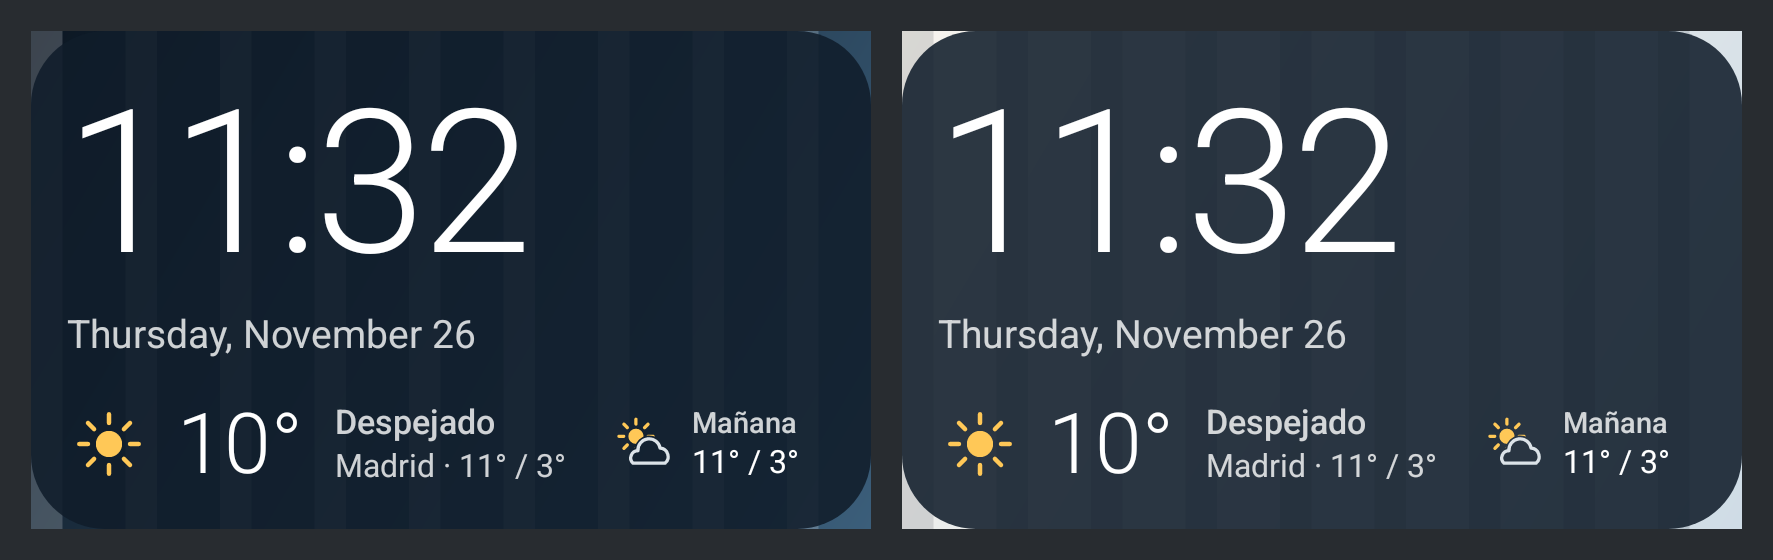 11:32
Thursday, November 26
10°
Despejado
Madrid · 11° / 3°
Mañana
11° / 3°
11:32
Thursday, November 26
10°
Despejado
Madrid · 11° / 3°
Mañana
11° / 3°